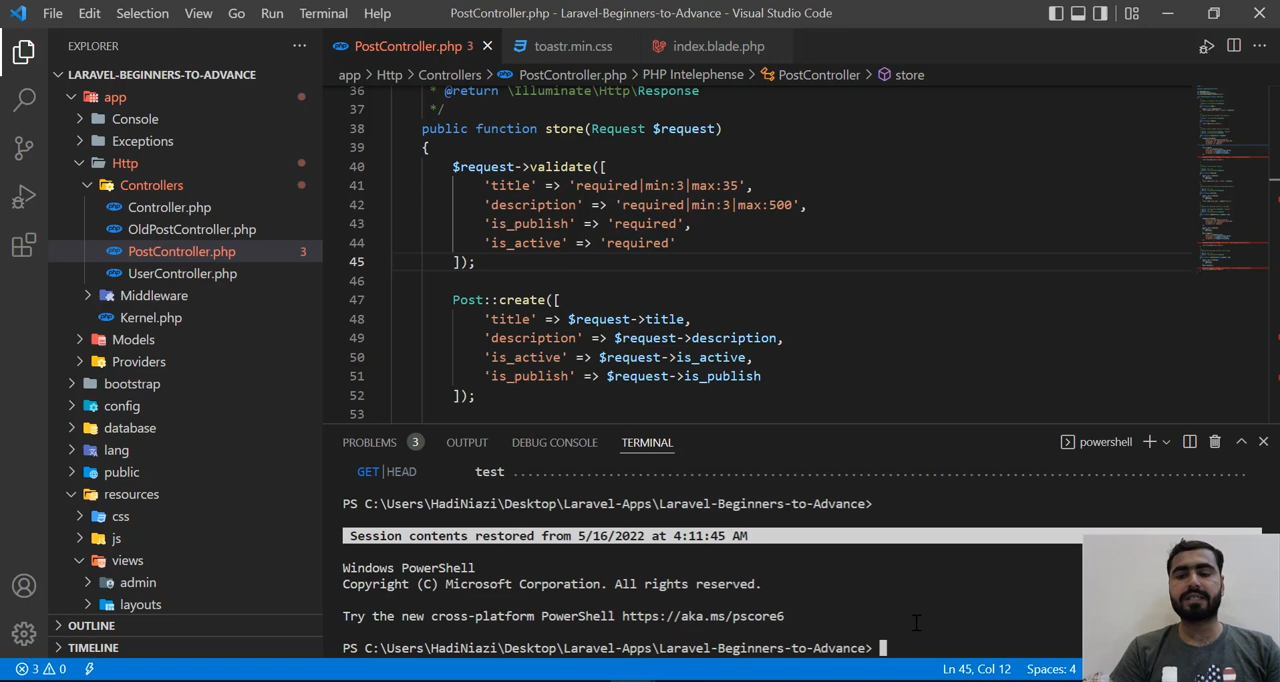 File Edit Selection View Go Run Terminal Help PostController.php - Laravel-Beginners-to-Advance - Visual Studio Code
EXPLORER
LARAVEL-BEGINNERS-TO-ADVANCE
app
Console
Exceptions
Http
Controllers
Controller.php
OldPostController.php
PostController.php 3
UserController.php
Middleware
Kernel.php
Models
Providers
bootstrap
config
database
lang
public
resources
css
js
views
admin
layouts
OUTLINE
TIMELINE
PostController.php 3 toastr.min.css index.blade.php
app > Http > Controllers > PostController.php > PHP Intelephense > PostController > store
36 * @return \Illuminate\Http\Response
37 */
38 public function store(Request $request)
39 {
40 $request->validate([
41 'title' => 'required|min:3|max:35',
42 'description' => 'required|min:3|max:500',
43 'is_publish' => 'required',
44 'is_active' => 'required'
45 ]);
46
47 Post::create([
48 'title' => $request->title,
49 'description' => $request->description,
50 'is_active' => $request->is_active,
51 'is_publish' => $request->is_publish
52 ]);
53
PROBLEMS 3 OUTPUT DEBUG CONSOLE TERMINAL powershell
GET|HEAD test
PS C:\Users\HadiNiazi\Desktop\Laravel-Apps\Laravel-Beginners-to-Advance>
Session contents restored from 5/16/2022 at 4:11:45 AM
Windows PowerShell
Copyright (C) Microsoft Corporation. All rights reserved.
Try the new cross-platform PowerShell https://aka.ms/pscore6
PS C:\Users\HadiNiazi\Desktop\Laravel-Apps\Laravel-Beginners-to-Advance>
3 0 Ln 45, Col 12 Spaces: 4